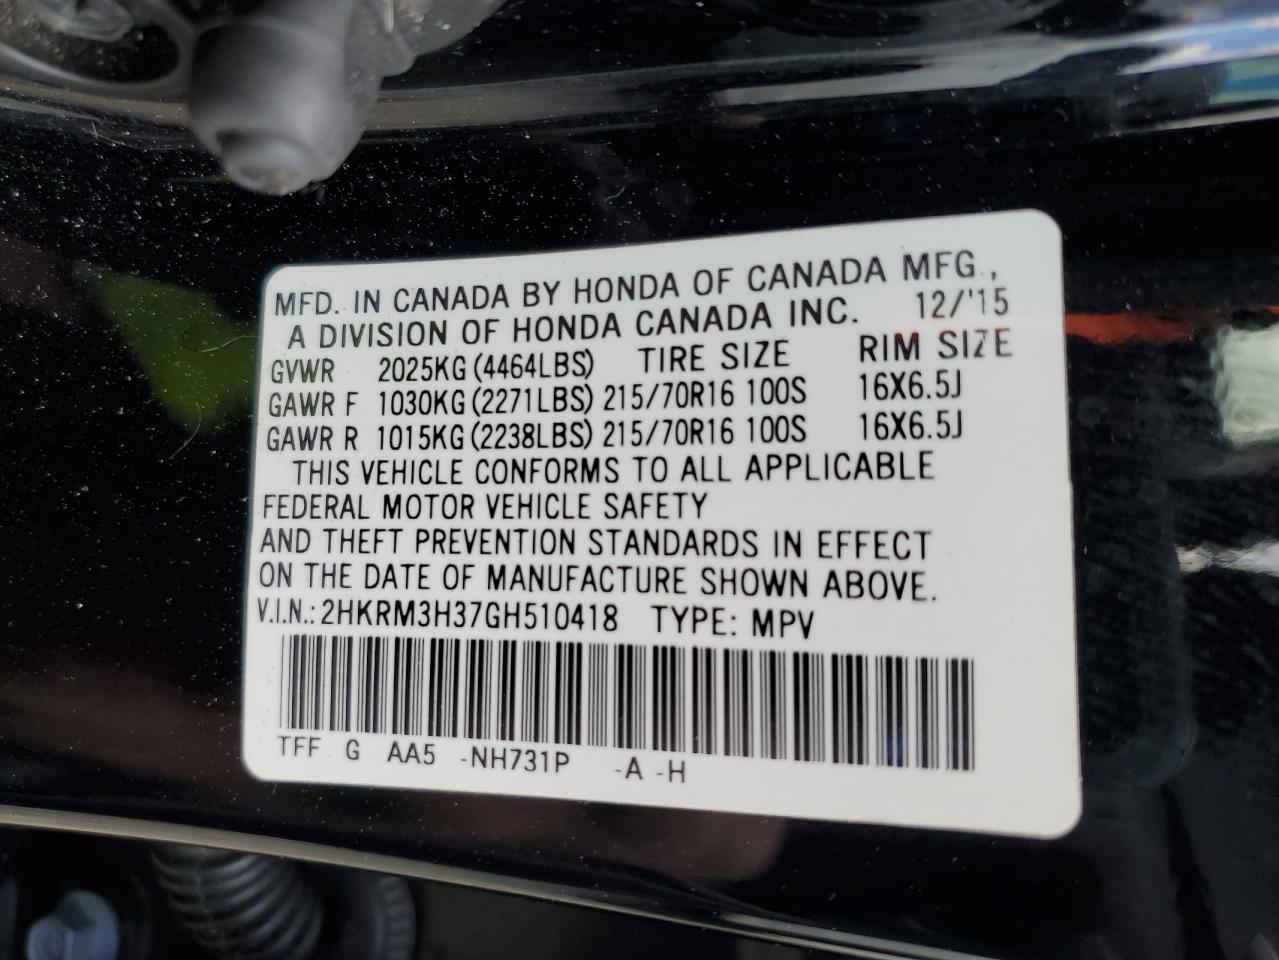 MFD. IN CANADA BY HONDA OF CANADA MFG.,
A DIVISION OF HONDA CANADA INC. 12/'15
GVWR 2025KG (4464LBS) TIRE SIZE RIM SIZE
GAWR F 1030KG (2271LBS) 215/70R16 100S 16X6.5J
GAWR R 1015KG (2238LBS) 215/70R16 100S 16X6.5J
THIS VEHICLE CONFORMS TO ALL APPLICABLE
FEDERAL MOTOR VEHICLE SAFETY
AND THEFT PREVENTION STANDARDS IN EFFECT
ON THE DATE OF MANUFACTURE SHOWN ABOVE.
V.I.N.: 2HKRM3H37GH510418 TYPE: MPV
TFF G AA5 -NH731P -A -H